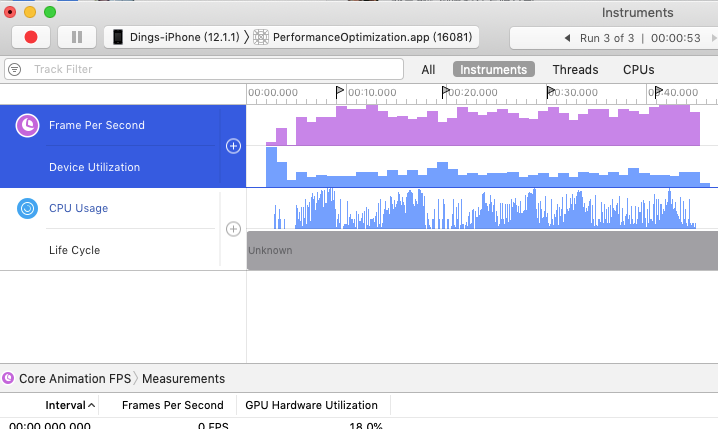 Instruments
Dings-iPhone (12.1.1) 〉 PerformanceOptimization.app (16081)
Run 3 of 3 | 00:00:53
Track Filter
All Instruments Threads CPUs
00:00.000 00:10.000 00:20.000 00:30.000 00:40.000
Frame Per Second
Device Utilization
CPU Usage
Life Cycle
Unknown
Core Animation FPS 〉 Measurements
Interval Frames Per Second GPU Hardware Utilization
00:00.000.000 0 FPS 18.0%